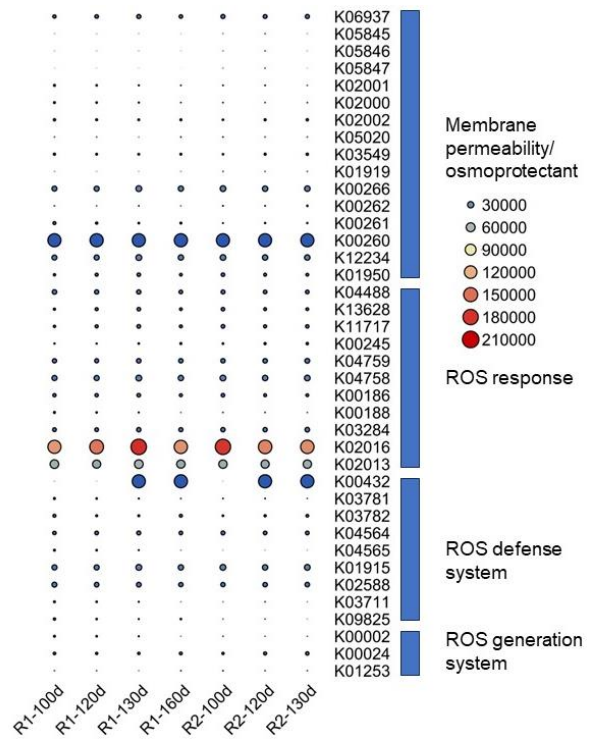 K06937
K05845
K05846
K05847
K02001
K02000
K02002
K05020
K03549
K01919
K00266
K00262
K00261
K00260
K12234
K01950
K04488
K13628
K11717
K00245
K04759
K04758
K00186
K00188
K03284
K02016
K02013
K00432
K03781
K03782
K04564
K04565
K01915
K02588
K03711
K09825
K00002
K00024
K01253
Membrane
permeability/
osmoprotectant
30000
60000
90000
120000
150000
180000
210000
ROS response
ROS defense
system
ROS generation
system
R1-100d
R1-120d
R1-130d
R1-160d
R2-100d
R2-120d
R2-130d